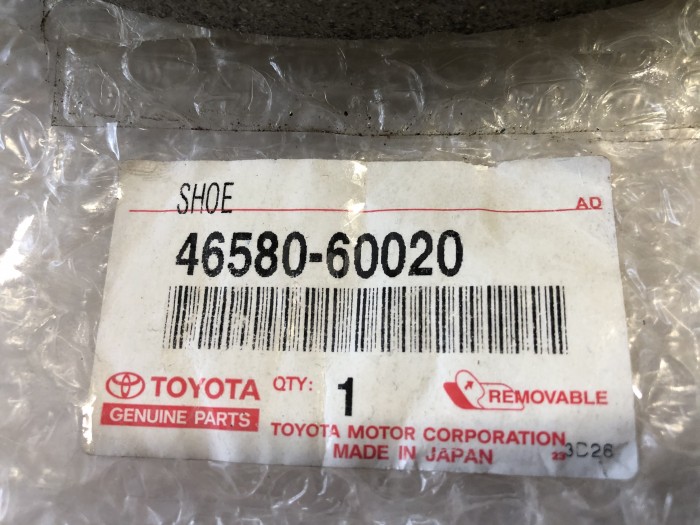 SHOE
AD
46580-60020
TOYOTA QTY: 1 REMOVABLE
GENUINE PARTS
TOYOTA MOTOR CORPORATION
MADE IN JAPAN 3C26